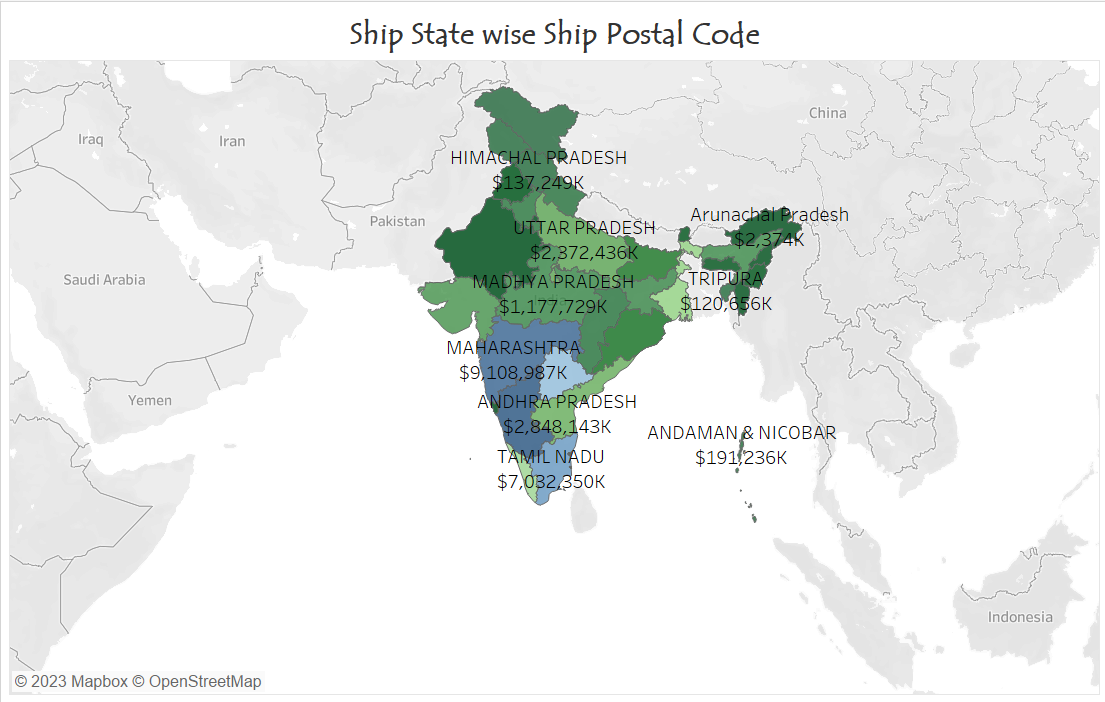 Ship State wise Ship Postal Code
China
Iraq
Iran
HIMACHAL PRADESH
$137,249K
Pakistan
Arunachal Pradesh
$2,374K
UTTAR PRADESH
$2,372,436K
Saudi Arabia
MADHYA PRADESH
$1,177,729K
TRIPURA
$120,656K
MAHARASHTRA
$9,108,987K
Yemen
ANDHRA PRADESH
$2,848,143K
ANDAMAN & NICOBAR
$191,236K
TAMIL NADU
$7,032,350K
Indonesia
© 2023 Mapbox © OpenStreetMap